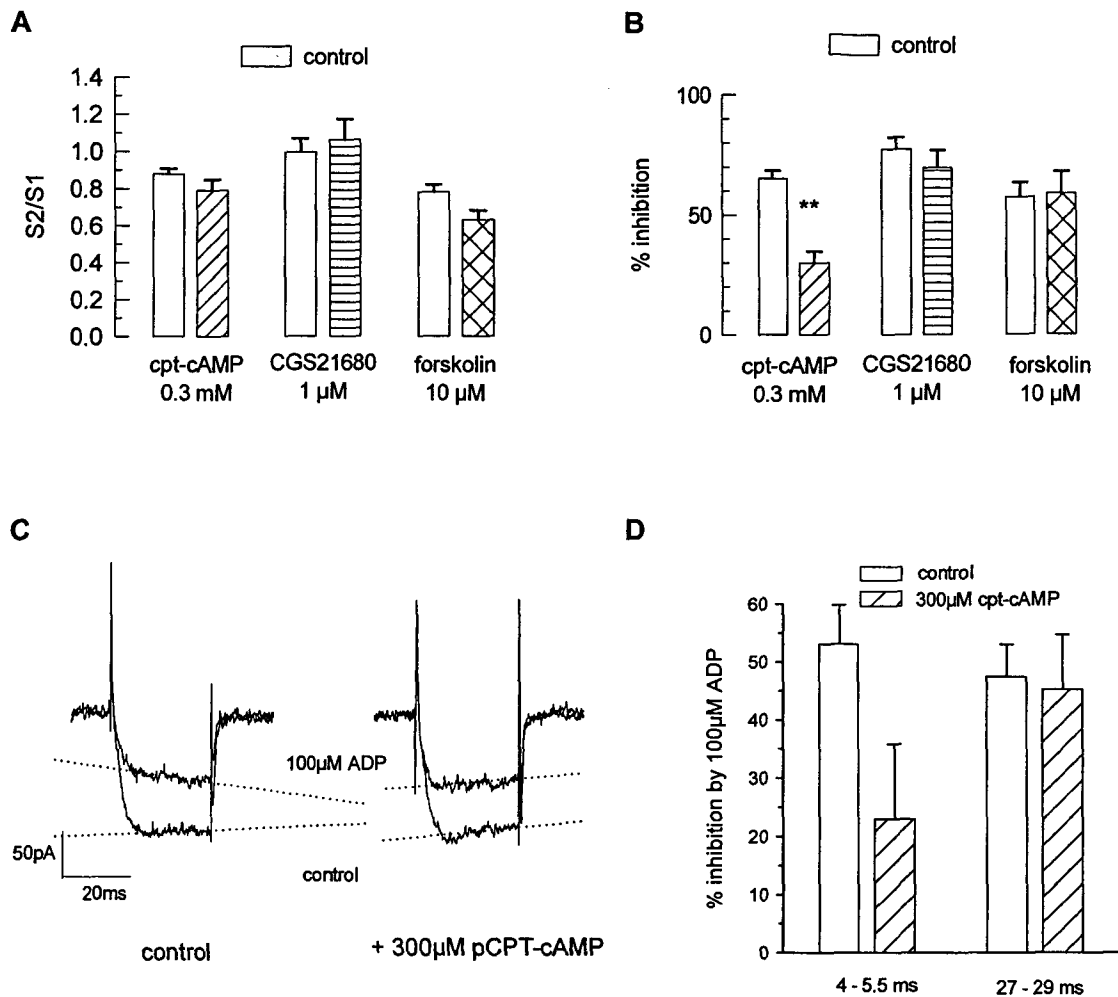 A
control
1.4
1.2
1.0
0.8
0.6
0.4
0.2
0.0
S2/S1
cpt-cAMP
0.3 mM
CGS21680
1 µM
forskolin
10 µM
B
control
100
50
0
% inhibition
**
cpt-cAMP
0.3 mM
CGS21680
1 µM
forskolin
10 µM
C
100µM ADP
50pA
20ms
control
control
+ 300µM pCPT-cAMP
D
control
300µM cpt-cAMP
60
50
40
30
20
10
0
% inhibition by 100µM ADP
4 - 5.5 ms
27 - 29 ms